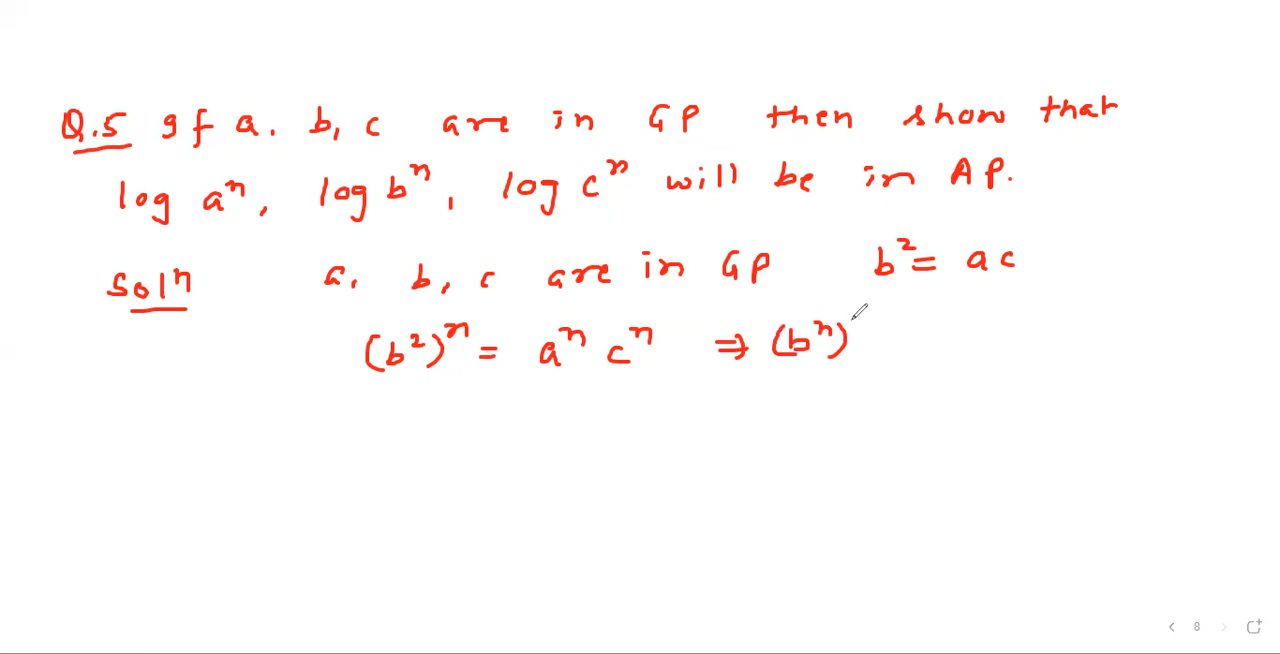 Q.5 If a. b, c are in GP then show that
log aⁿ, log bⁿ, log cⁿ will be in AP.
Solⁿ a, b, c are in GP b² = ac
(b²)ⁿ = aⁿ cⁿ ⇒ (bⁿ)
8